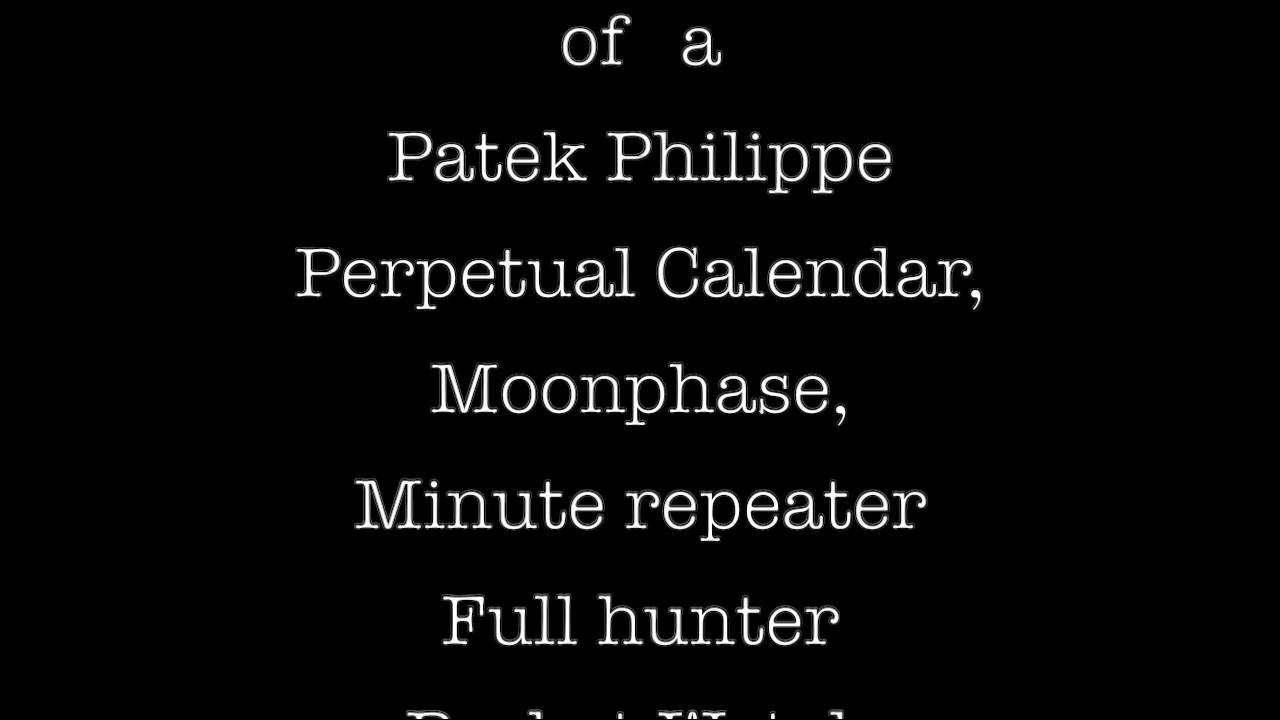 of a
Patek Philippe
Perpetual Calendar,
Moonphase,
Minute repeater
Full hunter